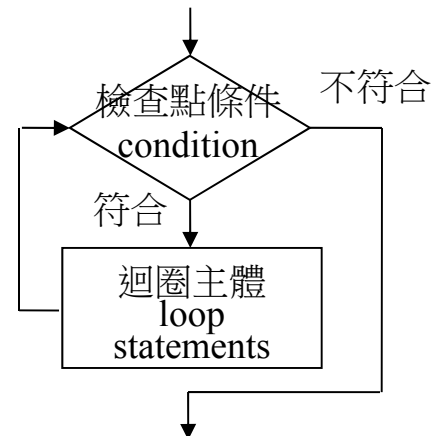 檢查點條件
condition
不符合
符合
迴圈主體
loop
statements